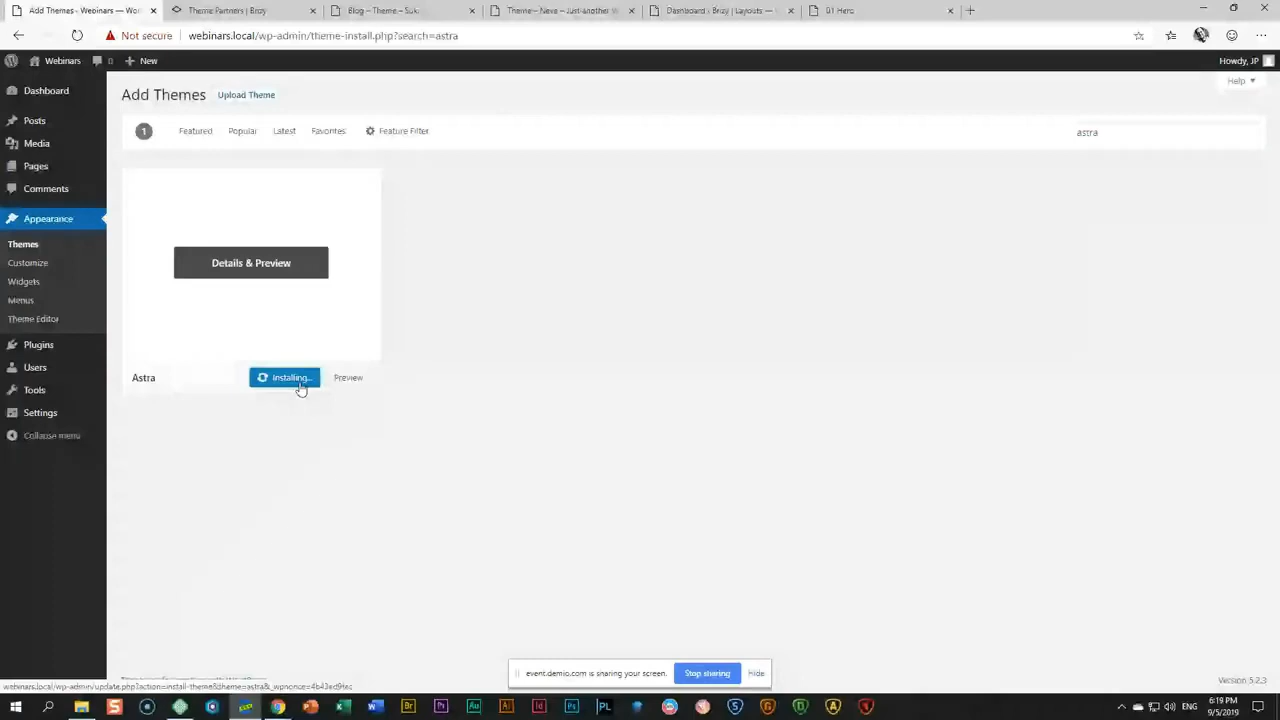 Add Themes - Webinars — Wor
Theme Partners | Brizy
Blog – Theme – Suki
Theme – Neve – Just another W
Dashboard | Brizy | Layouts —
01 Hero
Not secure
webinars.local/wp-admin/theme-install.php?search=astra
Webinars
0
New
Howdy, JP
Help
Dashboard
Posts
Media
Pages
Comments
Appearance
Themes
Customize
Widgets
Menus
Theme Editor
Plugins
Users
Tools
Settings
Collapse menu
Add Themes
Upload Theme
1
Featured
Popular
Latest
Favorites
Feature Filter
astra
Details & Preview
Astra
Installing...
Preview
event.demio.com is sharing your screen.
Stop sharing
Hide
Version 5.2.3
ENG
6:19 PM
9/5/2019